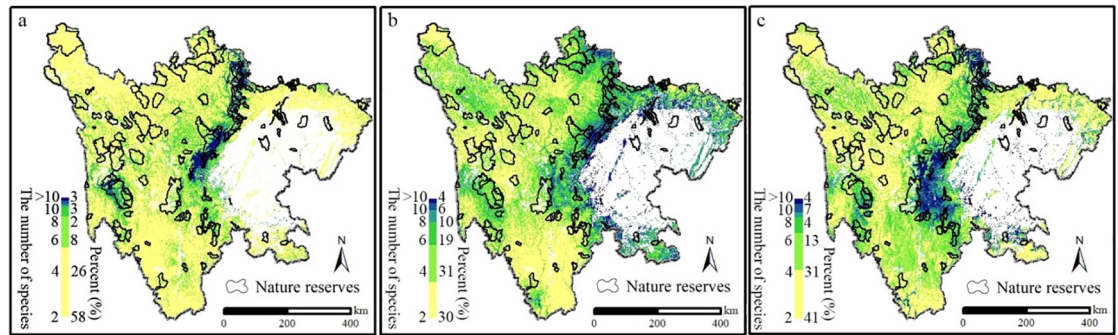 a
>10 3
10 3
8 2
6 8
4 26
2 58
The number of species
Percent (%)
N
Nature reserves
0 200 400 km
b
>10 4
10 6
8 10
6 19
4 31
2 30
The number of species
Percent (%)
N
Nature reserves
0 200 400 km
c
>10 4
10 4
8 4
6 13
4 31
2 41
The number of species
Percent (%)
N
Nature reserves
0 200 400 km